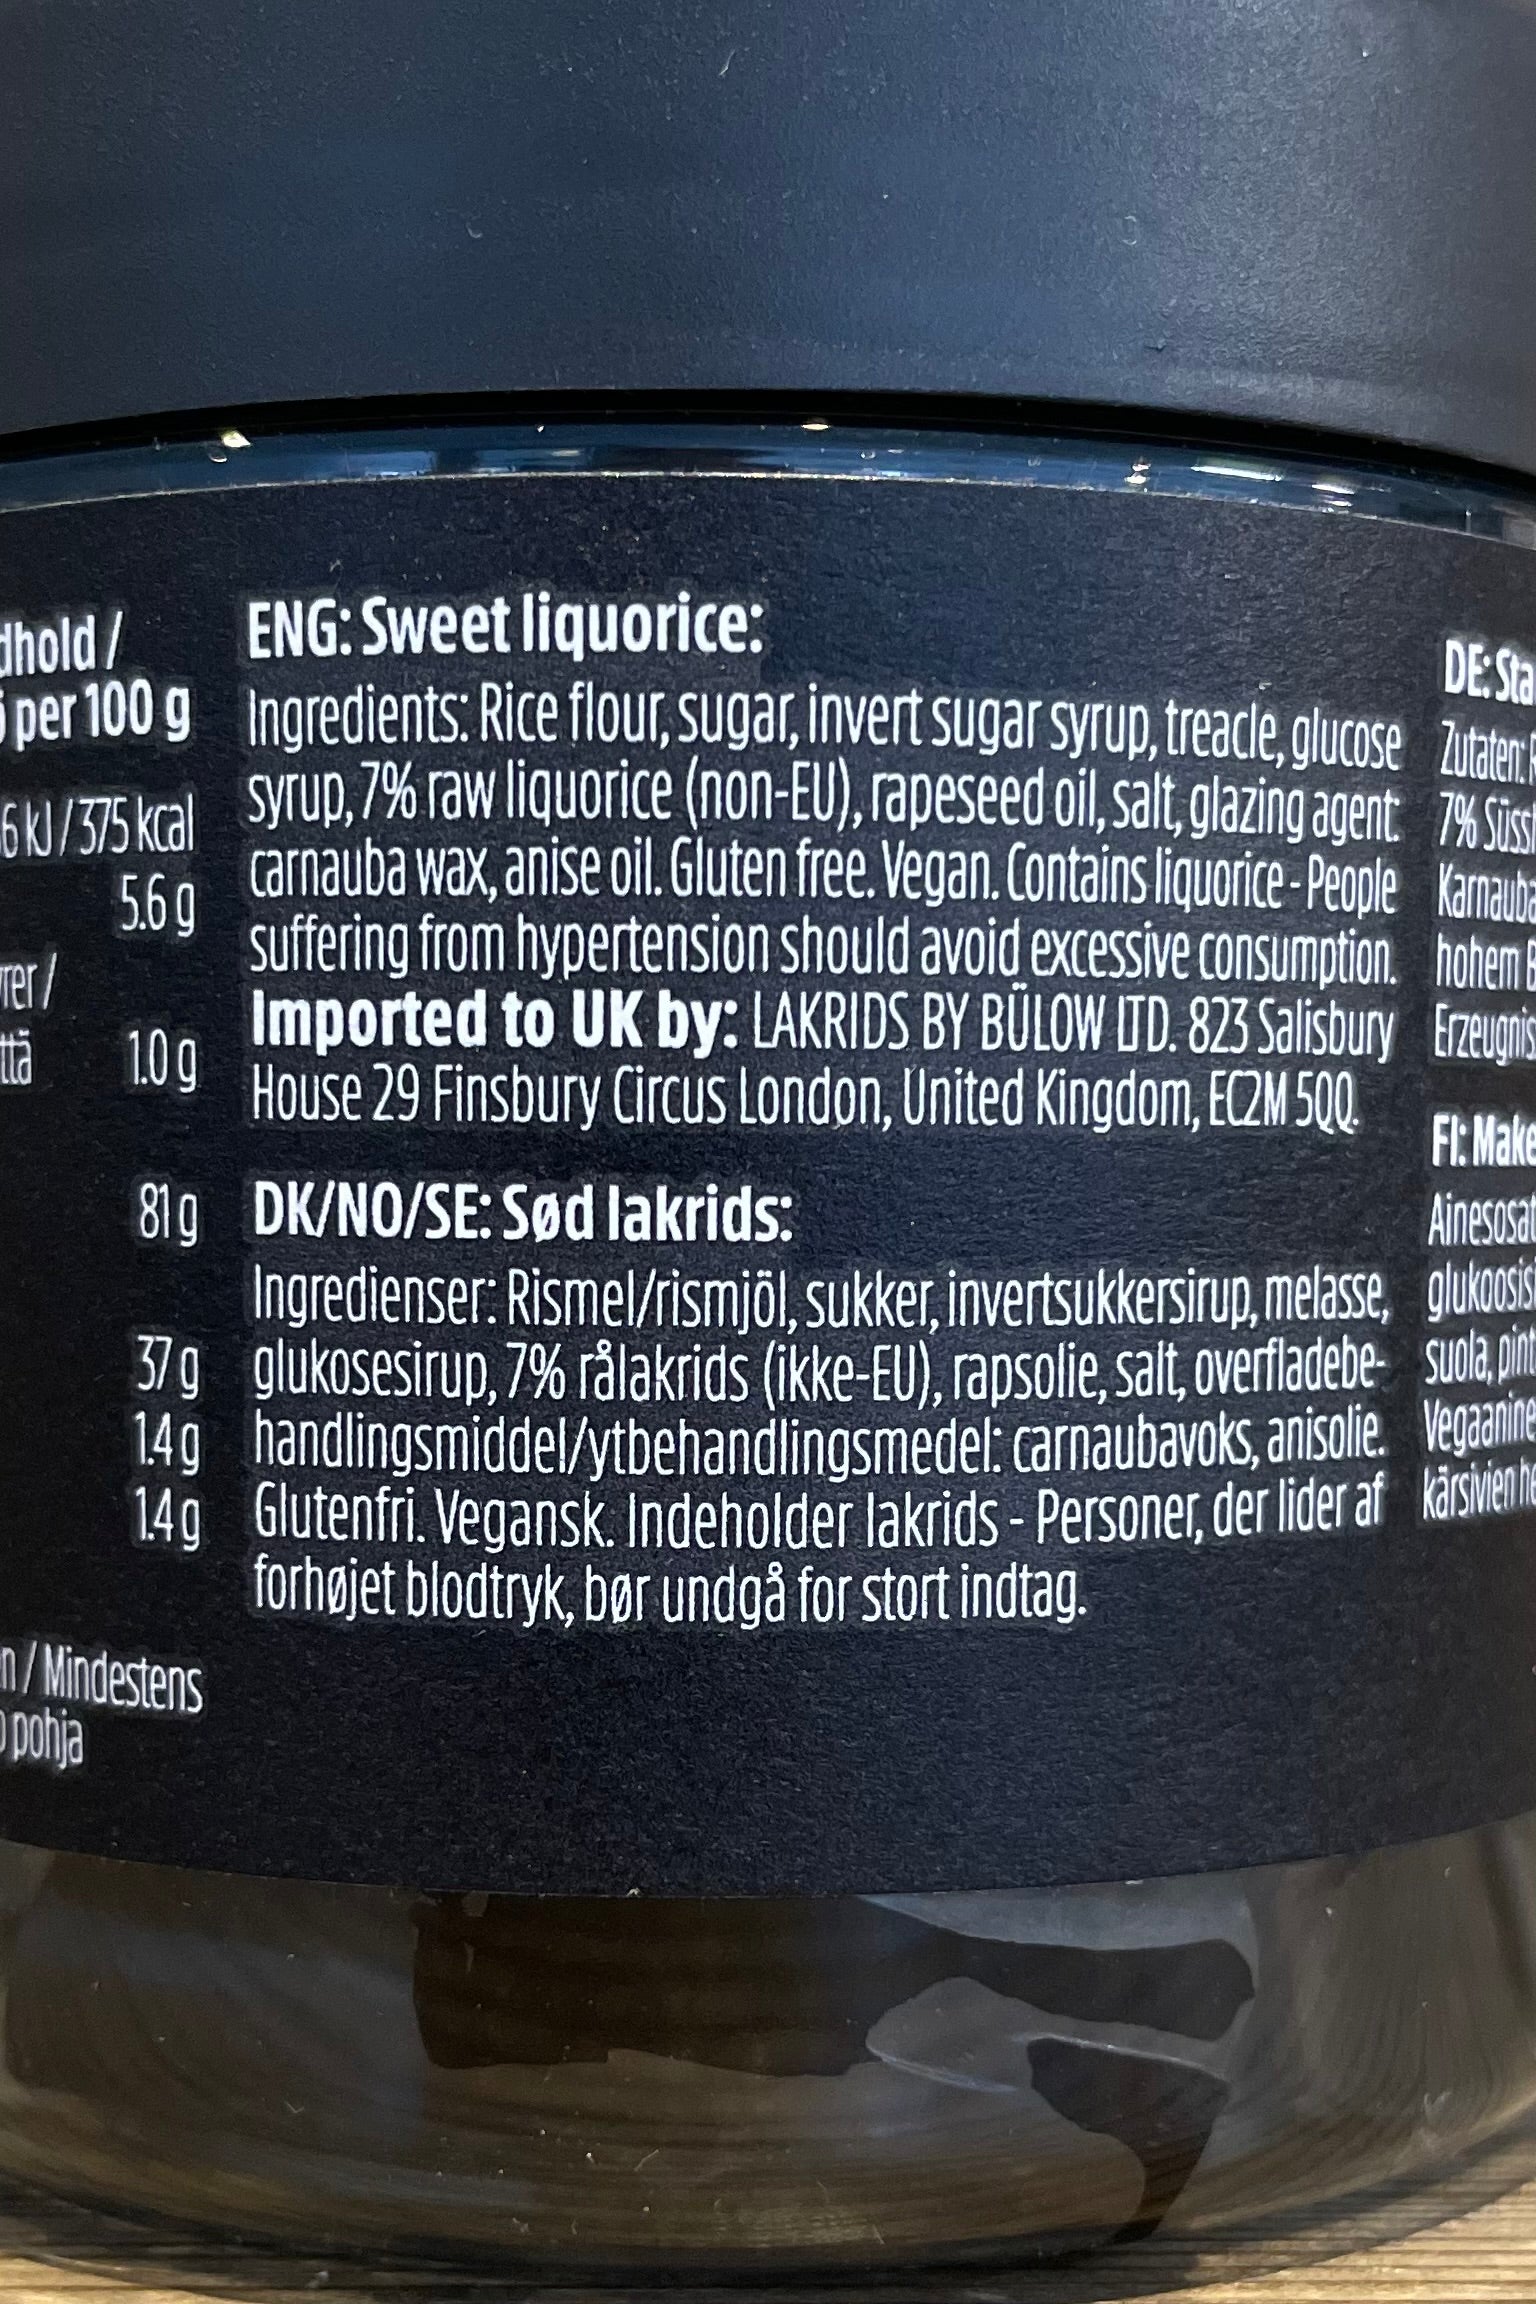 dhold /
per 100 g
6 kJ / 375 kcal
5.6 g
rer /
ttä 1.0 g
81 g
37 g
1.4 g
1.4 g
n / Mindestens
pohja
ENG: Sweet liquorice:
Ingredients: Rice flour, sugar, invert sugar syrup, treacle, glucose
syrup, 7% raw liquorice (non-EU), rapeseed oil, salt, glazing agent:
carnauba wax, anise oil. Gluten free. Vegan. Contains liquorice - People
suffering from hypertension should avoid excessive consumption.
Imported to UK by: LAKRIDS BY BÜLOW LTD. 823 Salisbury
House 29 Finsbury Circus London, United Kingdom, EC2M 5QQ.
DK/NO/SE: Sød lakrids:
Ingredienser: Rismel/rismjöl, sukker, invertsukkersirup, melasse,
glukosesirup, 7% rålakrids (ikke-EU), rapsolie, salt, overfladebe-
handlingsmiddel/ytbehandlingsmedel: carnaubavoks, anisolie.
Glutenfri. Vegansk. Indeholder lakrids - Personer, der lider af
forhøjet blodtryk, bør undgå for stort indtag.
DE: Sta
Zutaten: R
7% Süss
Karnauba
hohem B
Erzeugnis
FI: Make
Ainesosat
glukoosis
suola, pint
Vegaanine
kärsivien he